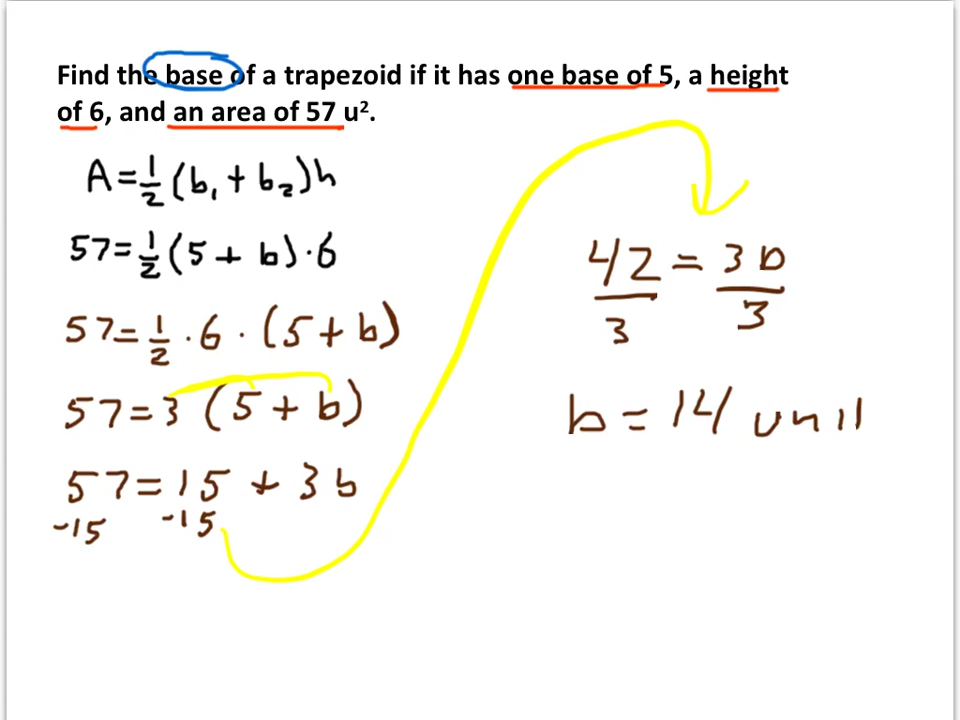 Find the base of a trapezoid if it has one base of 5, a height
of 6, and an area of 57 u².
A=½(b₁+b₂)h
57=½(5+b)·6
57=½·6·(5+b)
57=3(5+b)
57=15+3b
-15 -15
42=3b
3 3
b=14 unit